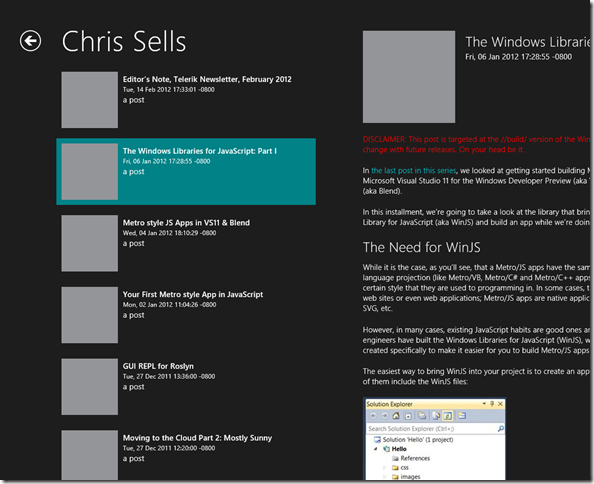 Chris Sells
Editor's Note, Telerik Newsletter, February 2012
Tue, 14 Feb 2012 17:33:01 -0800
a post
The Windows Libraries for JavaScript: Part I
Fri, 06 Jan 2012 17:28:55 -0800
a post
Metro style JS Apps in VS11 & Blend
Wed, 04 Jan 2012 18:10:29 -0800
a post
Your First Metro style App in JavaScript
Mon, 02 Jan 2012 11:04:26 -0800
a post
GUI REPL for Roslyn
Tue, 27 Dec 2011 13:36:00 -0800
a post
Moving to the Cloud Part 2: Mostly Sunny
Tue, 27 Dec 2011 12:20:00 -0800
a post
The Windows Librarie
Fri, 06 Jan 2012 17:28:55 -0800
DISCLAIMER: This post is targeted at the //build/ version of the Win
change with future releases. On your head be it.
In the last post in this series, we looked at getting started building M
Microsoft Visual Studio 11 for the Windows Developer Preview (aka
(aka Blend).
In this installment, we're going to take a look at the library that brin
Library for JavaScript (aka WinJS) and build an app while we're doin
The Need for WinJS
While it is the case, as you'll see, that a Metro/JS apps have the sam
language projection (like Metro/VB, Metro/C# and Metro/C++ apps
certain style that they are used to programming in. In some cases, t
web sites or even web applications; Metro/JS apps are native applic
SVG, etc.
However, in many cases, existing JavaScript habits are good ones ar
engineers have built the Windows Libraries for JavaScript (WinJS), w
created specifically to make it easier for you to build Metro/JS apps
The easiest way to bring WinJS into your project is to create an app
of them include the WinJS files:
Solution Explorer
Search Solution Explorer (Ctrl+;)
Solution 'Hello' (1 project)
Hello
References
css
images